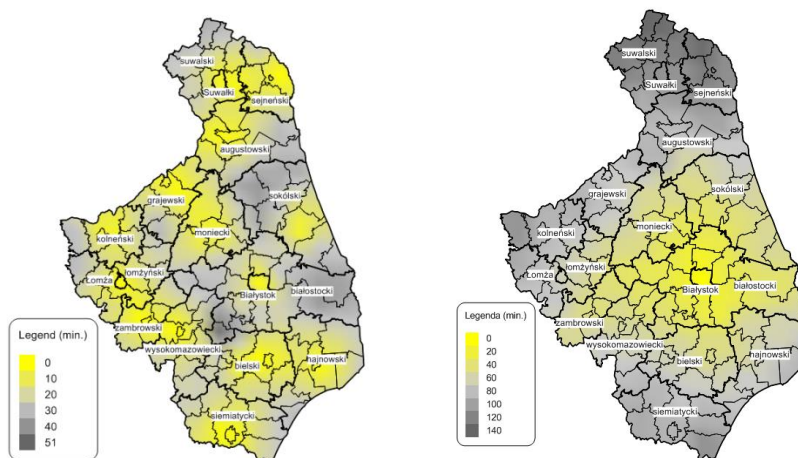 suwalski
Suwałki
sejneński
augustowski
grajewski
sokólski
kolneński
moniecki
Łomża
łomżyński
Białystok
białostocki
zambrowski
wysokomazowiecki
bielski
hajnowski
siemiatycki
Legend (min.)
0
10
20
30
40
51
suwalski
Suwałki
sejneński
augustowski
grajewski
sokólski
kolneński
moniecki
Łomża
łomżyński
Białystok
białostocki
zambrowski
wysokomazowiecki
bielski
hajnowski
siemiatycki
Legenda (min.)
0
20
40
60
80
100
120
140